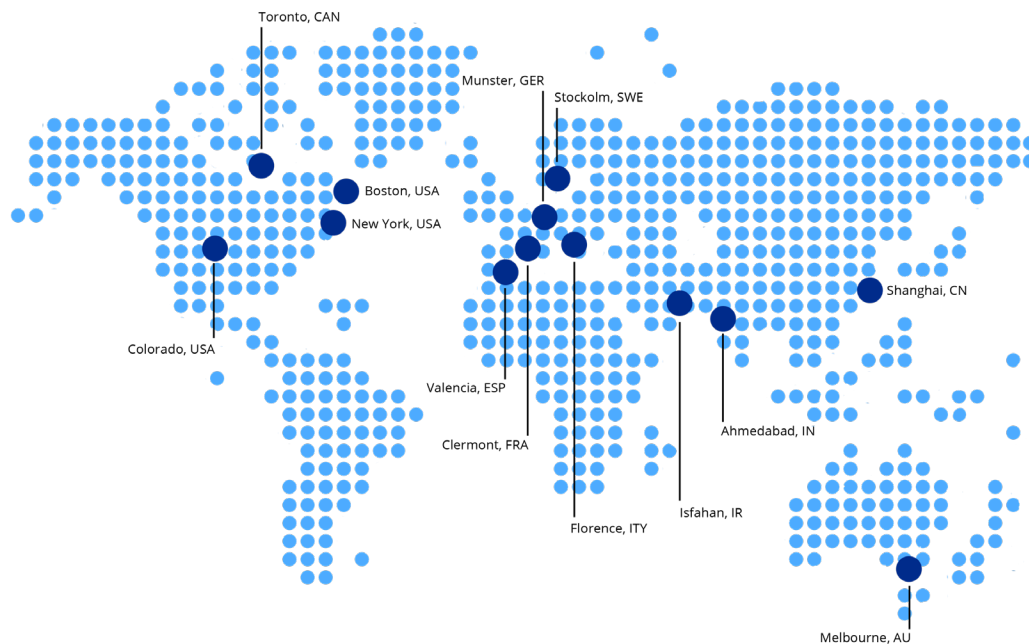 Toronto, CAN
Munster, GER
Stockolm, SWE
Boston, USA
New York, USA
Shanghai, CN
Colorado, USA
Valencia, ESP
Ahmedabad, IN
Clermont, FRA
Isfahan, IR
Florence, ITY
Melbourne, AU